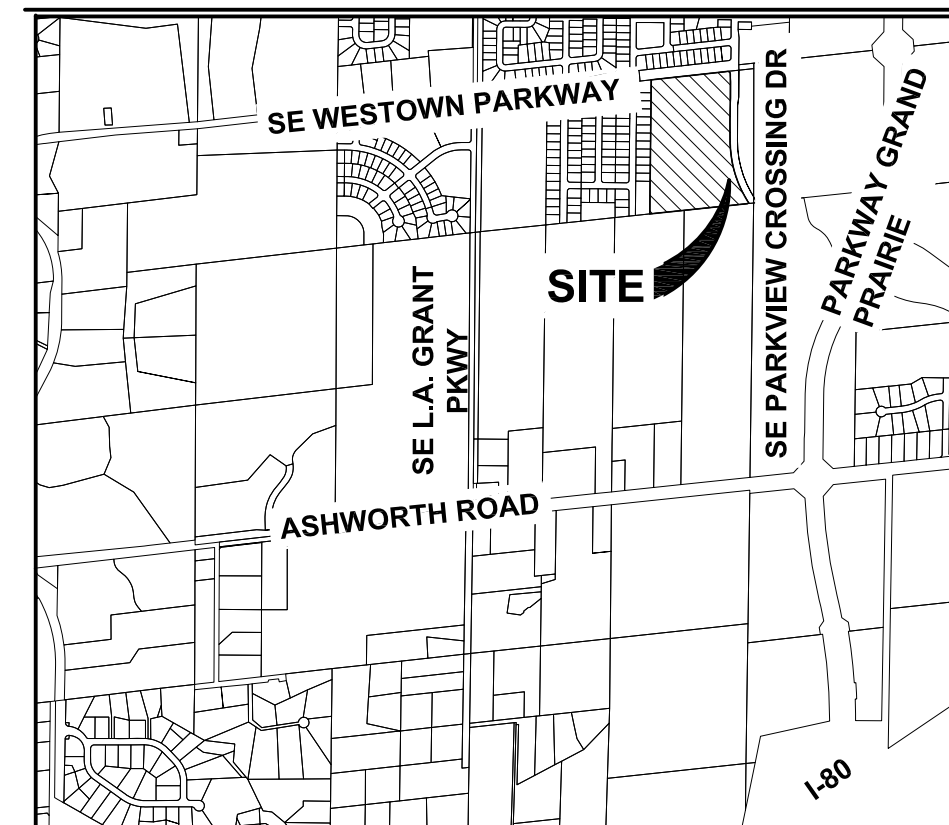 SE WESTOWN PARKWAY
SE PARKVIEW CROSSING DR
PARKWAY GRAND
PRAIRIE
SITE
SE L.A. GRANT
PKWY
ASHWORTH ROAD
I-80